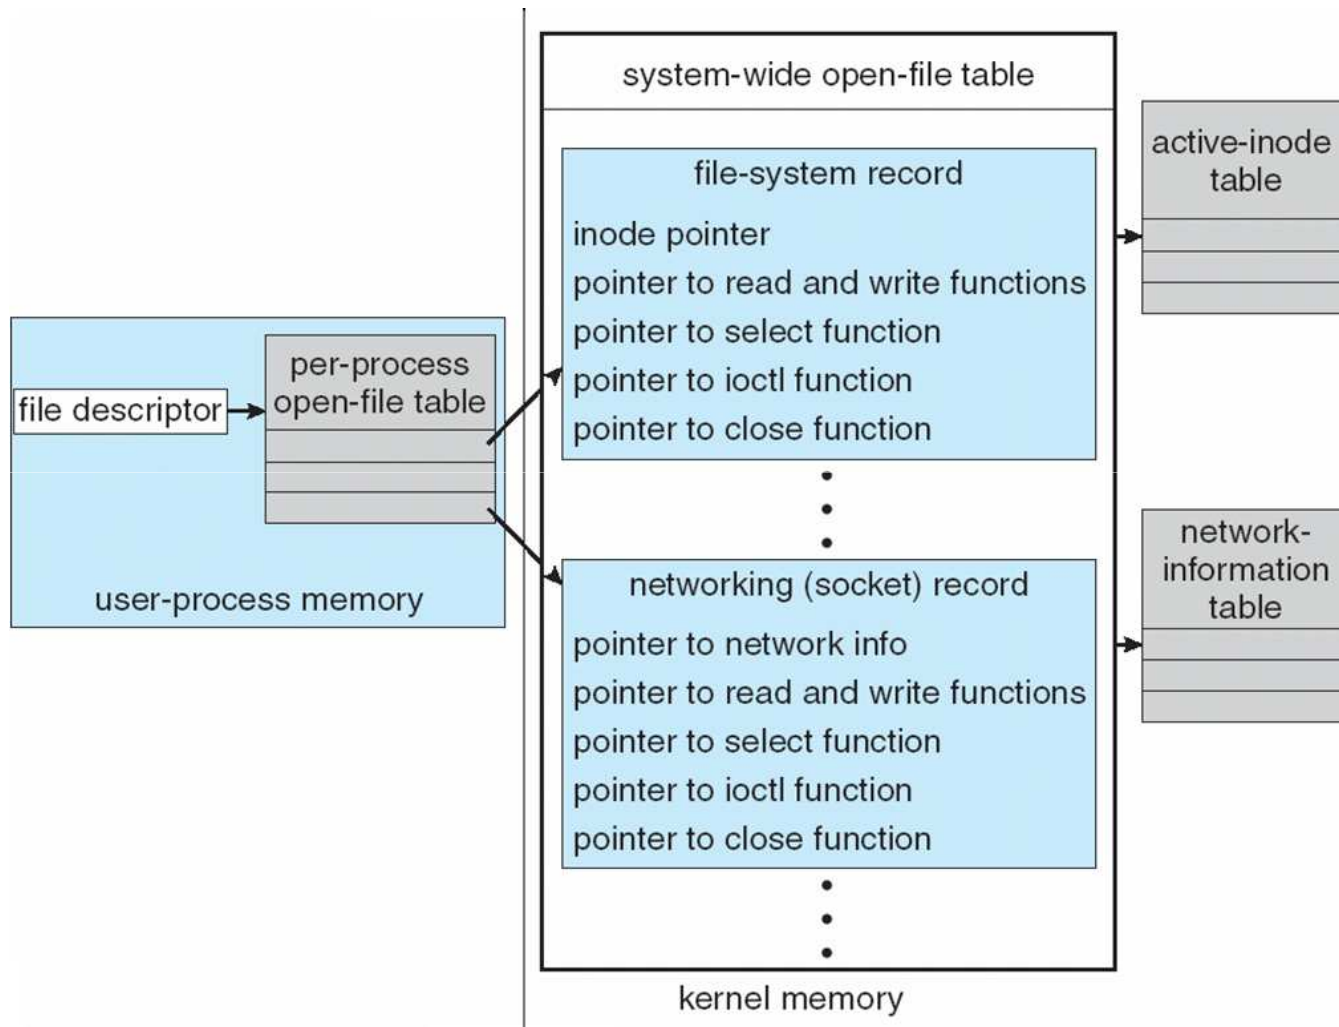 system-wide open-file table
file-system record
inode pointer
pointer to read and write functions
pointer to select function
pointer to ioctl function
pointer to close function
active-inode
table
file descriptor
per-process
open-file table
user-process memory
networking (socket) record
pointer to network info
pointer to read and write functions
pointer to select function
pointer to ioctl function
pointer to close function
network-
information
table
kernel memory